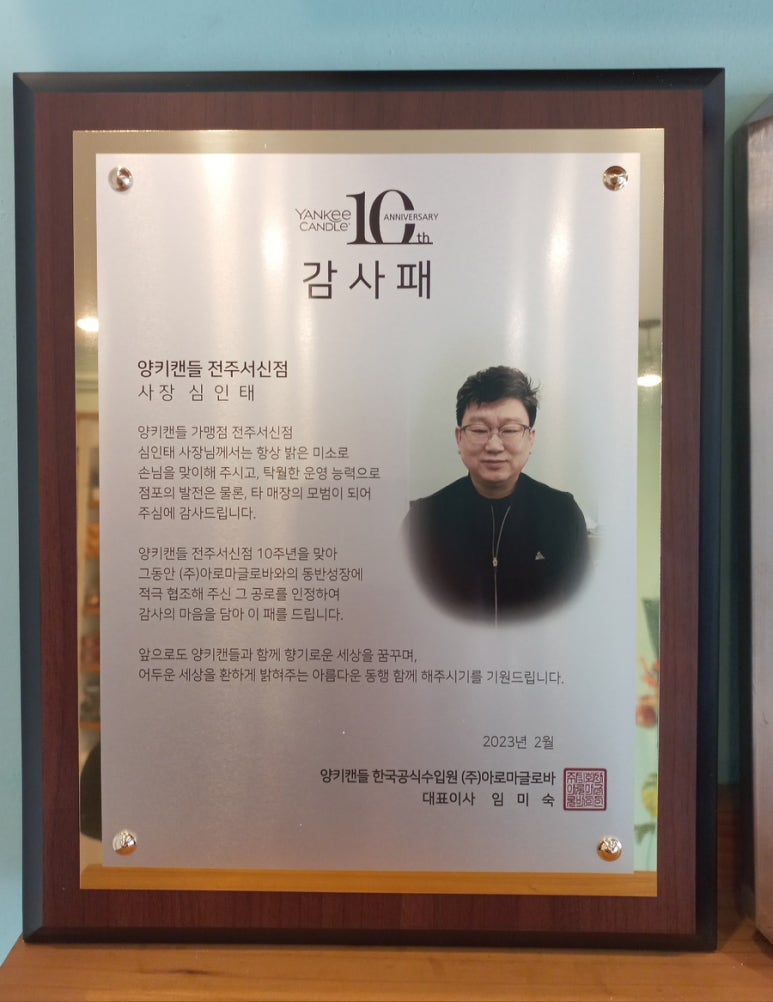 YANKee CANDLE 10th ANNIVERSARY
감사패
양키캔들 전주서신점
사장 심 인 태
양키캔들 가맹점 전주서신점
심인태 사장님께서는 항상 밝은 미소로
손님을 맞이해 주시고, 탁월한 운영 능력으로
점포의 발전은 물론, 타 매장의 모범이 되어
주심에 감사드립니다.
양키캔들 전주서신점 10주년을 맞아
그동안 (주)아로마글로바와의 동반성장에
적극 협조해 주신 그 공로를 인정하여
감사의 마음을 담아 이 패를 드립니다.
앞으로도 양키캔들과 함께 향기로운 세상을 꿈꾸며,
어두운 세상을 환하게 밝혀주는 아름다운 동행 함께 해주시기를 기원드립니다.
2023년 2월
양키캔들 한국공식수입원 (주)아로마글로바
대표이사 임 미 숙